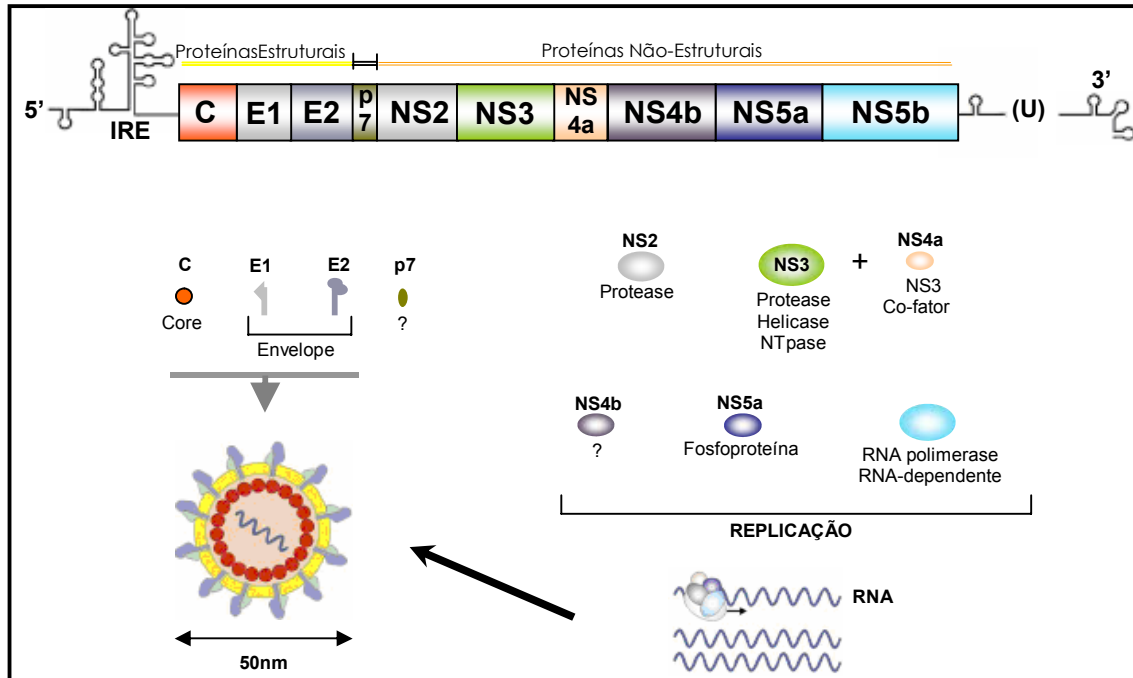 ProteínasEstruturais
Proteínas Não-Estruturais
5’
IRE
C
E1
E2
p
7
NS2
NS3
NS
4a
NS4b
NS5a
NS5b
(U)
3’
C
Core
E1
E2
Envelope
p7
?
NS2
Protease
NS3
Protease
Helicase
NTpase
+
NS4a
NS3
Co-fator
NS4b
?
NS5a
Fosfoproteína
RNA polimerase
RNA-dependente
REPLICAÇÃO
RNA
50nm